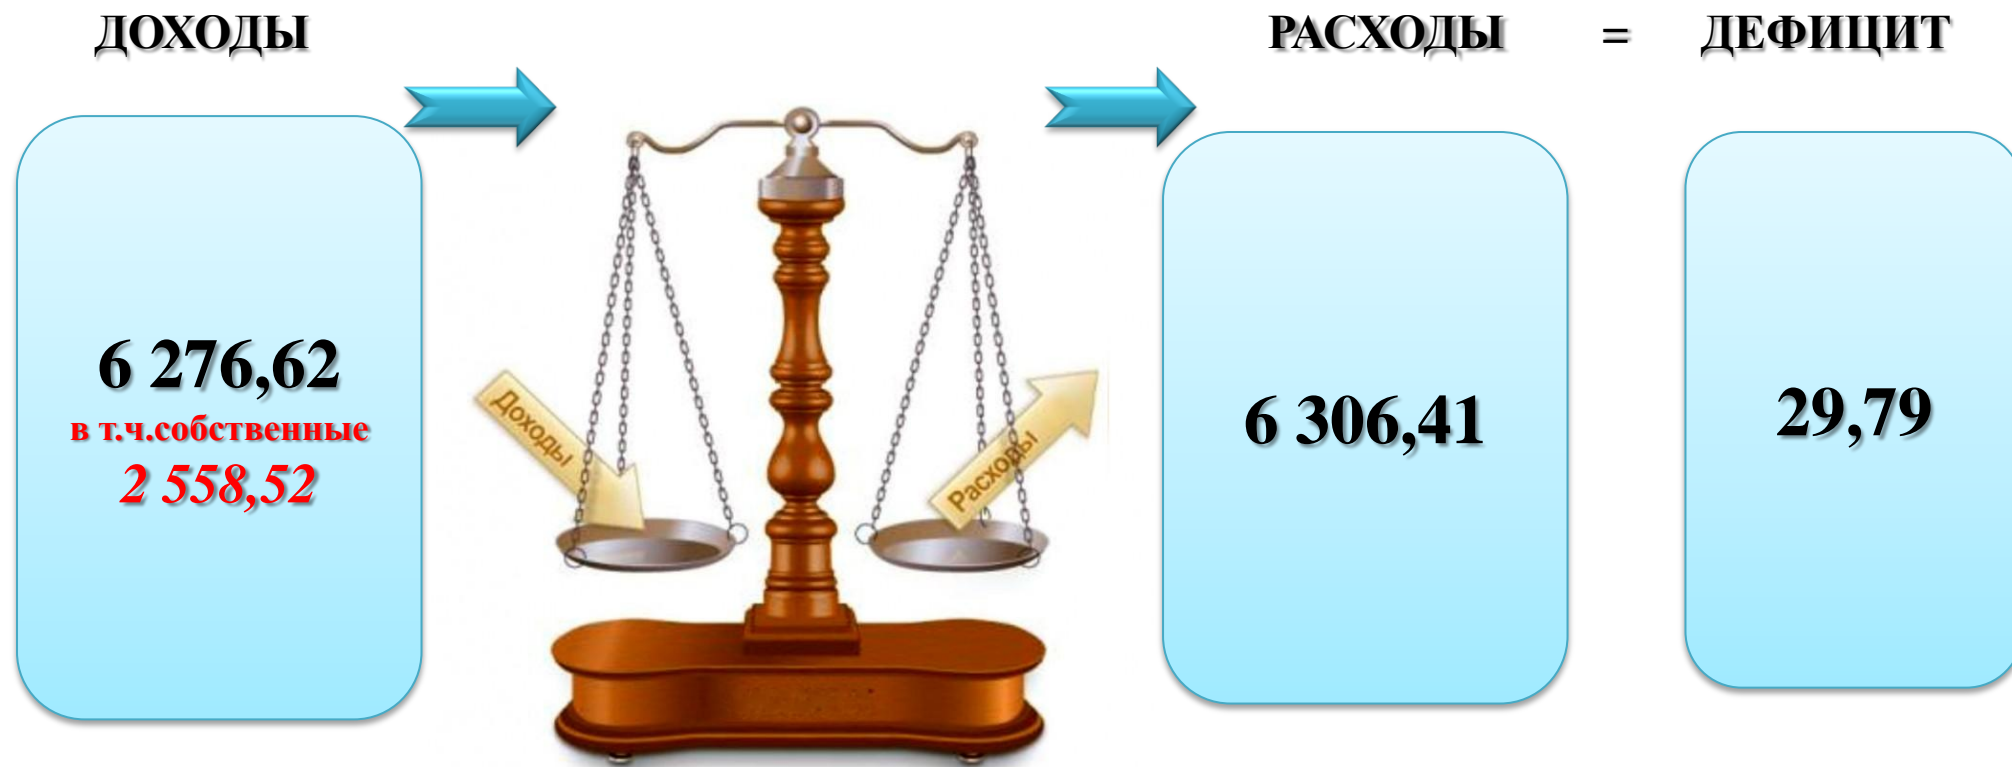 ДОХОДЫ
РАСХОДЫ = ДЕФИЦИТ
6 276,62
в т.ч.собственные
2 558,52
Доходы
Расходы
6 306,41
29,79